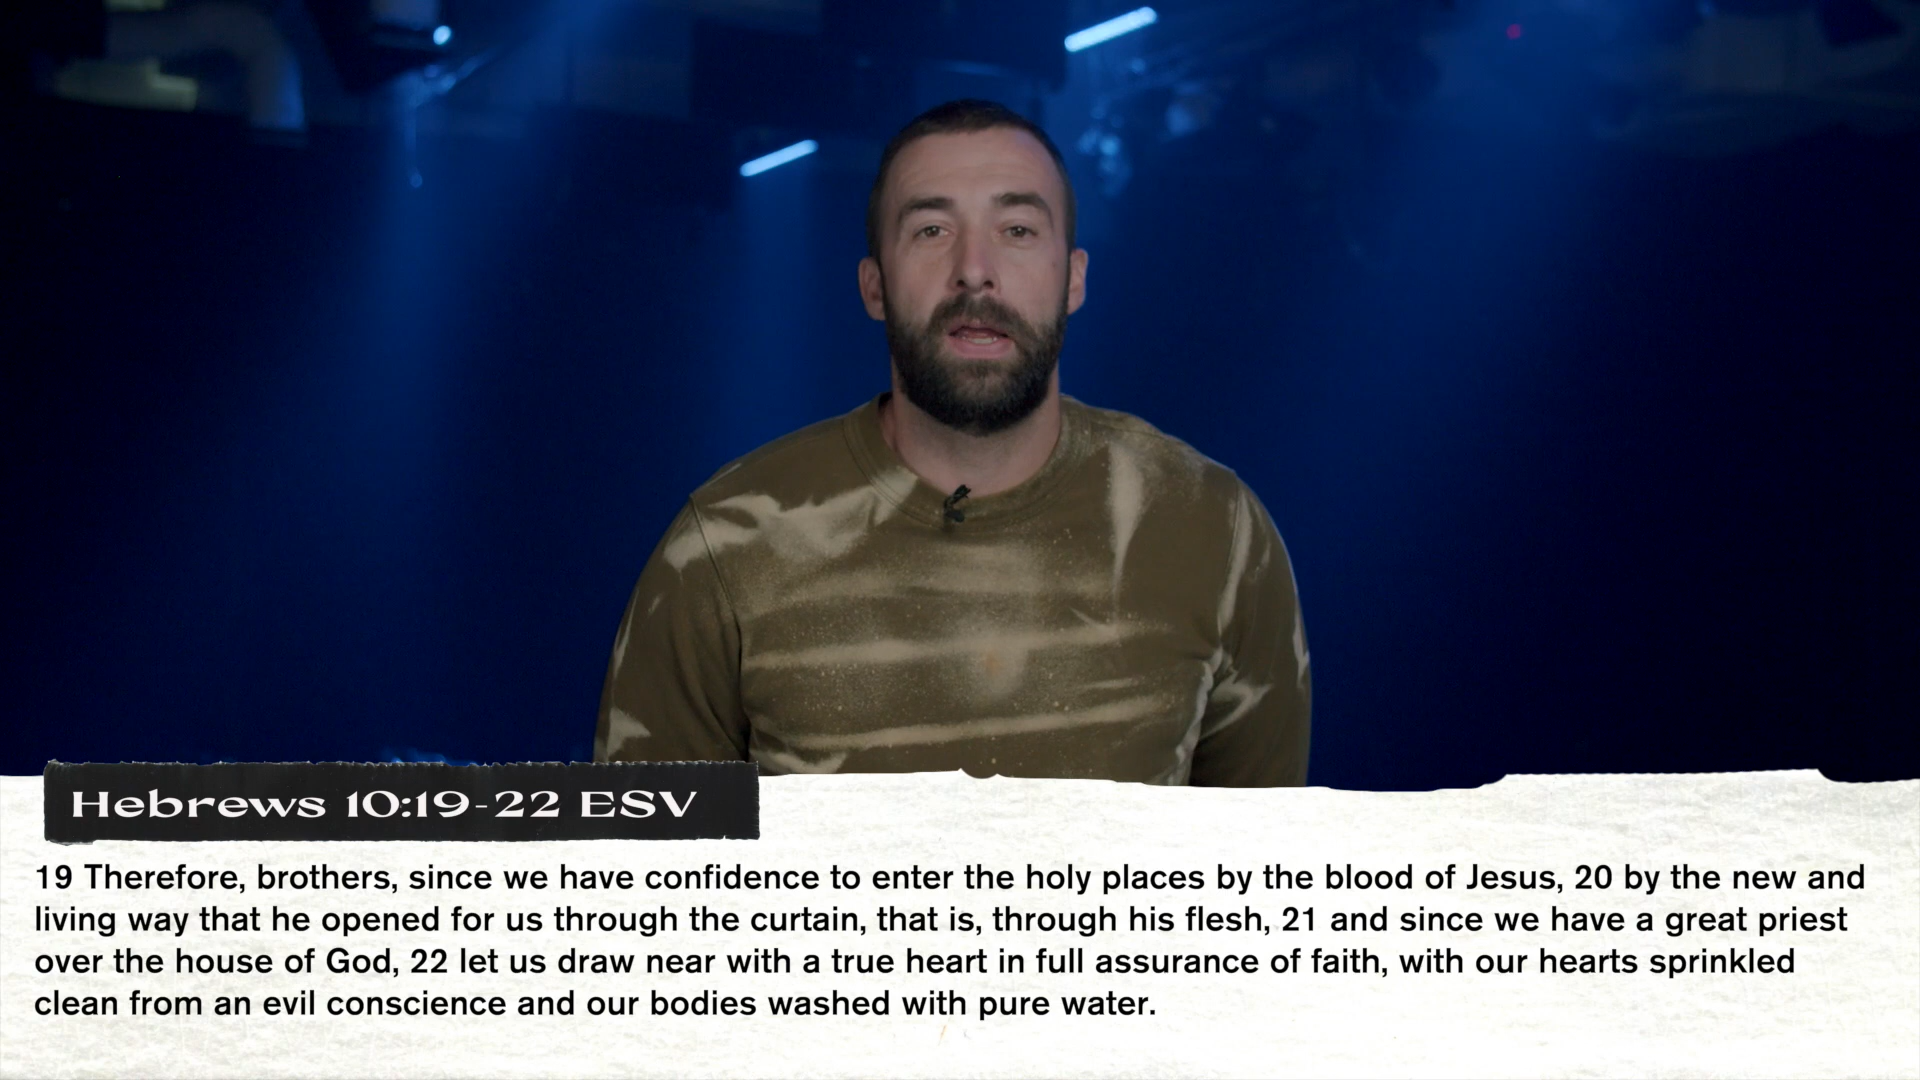 Hebrews 10:19-22 ESV
19 Therefore, brothers, since we have confidence to enter the holy places by the blood of Jesus, 20 by the new and
living way that he opened for us through the curtain, that is, through his flesh, 21 and since we have a great priest
over the house of God, 22 let us draw near with a true heart in full assurance of faith, with our hearts sprinkled
clean from an evil conscience and our bodies washed with pure water.